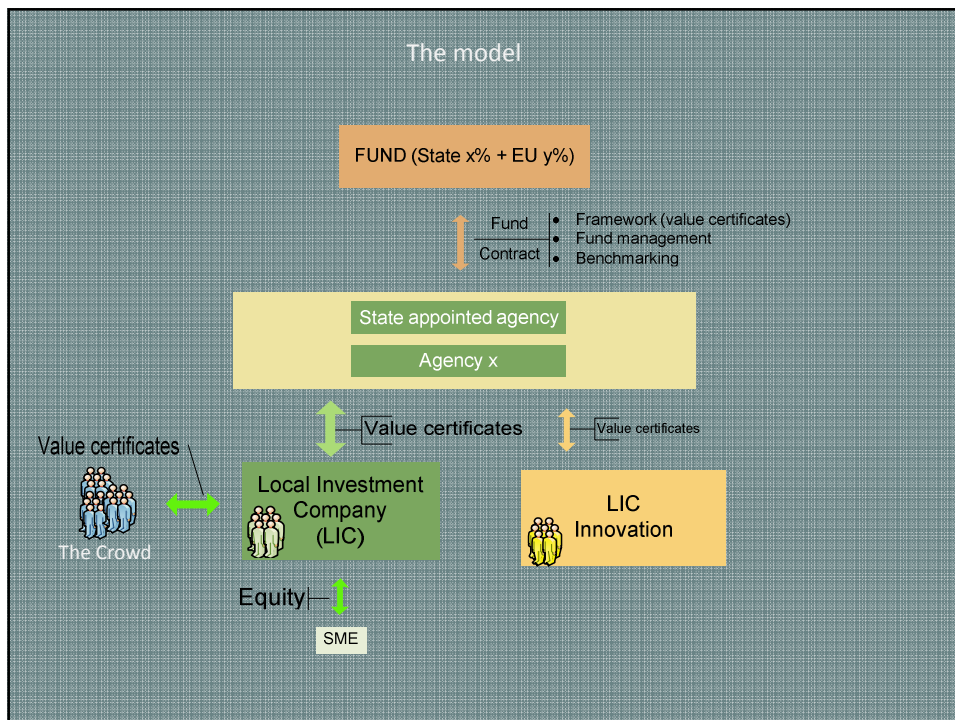 The model
FUND (State x% + EU y%)
Fund
Contract
• Framework (value certificates)
• Fund management
• Benchmarking
State appointed agency
Agency x
Value certificates
Value certificates
Value certificates
The Crowd
Local Investment
Company
(LIC)
LIC
Innovation
Equity
SME